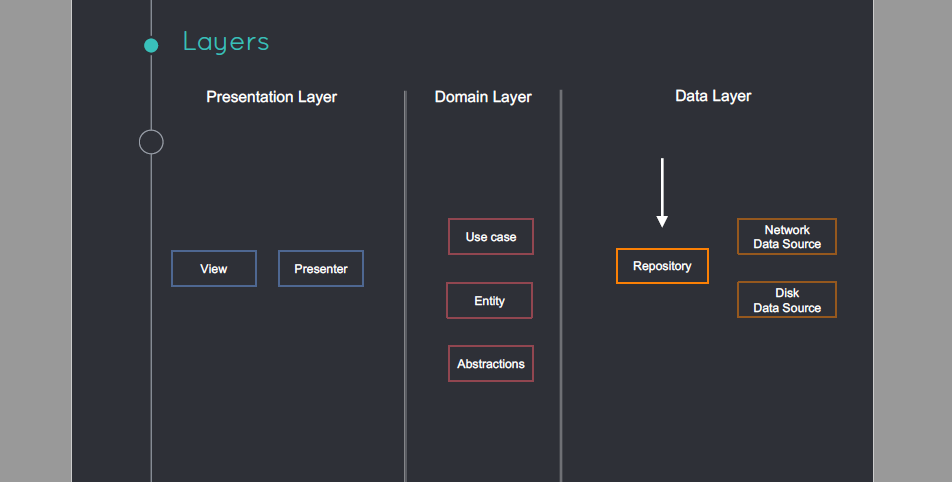 Layers
Presentation Layer
Domain Layer
Data Layer
View
Presenter
Use case
Entity
Abstractions
Repository
Network
Data Source
Disk
Data Source